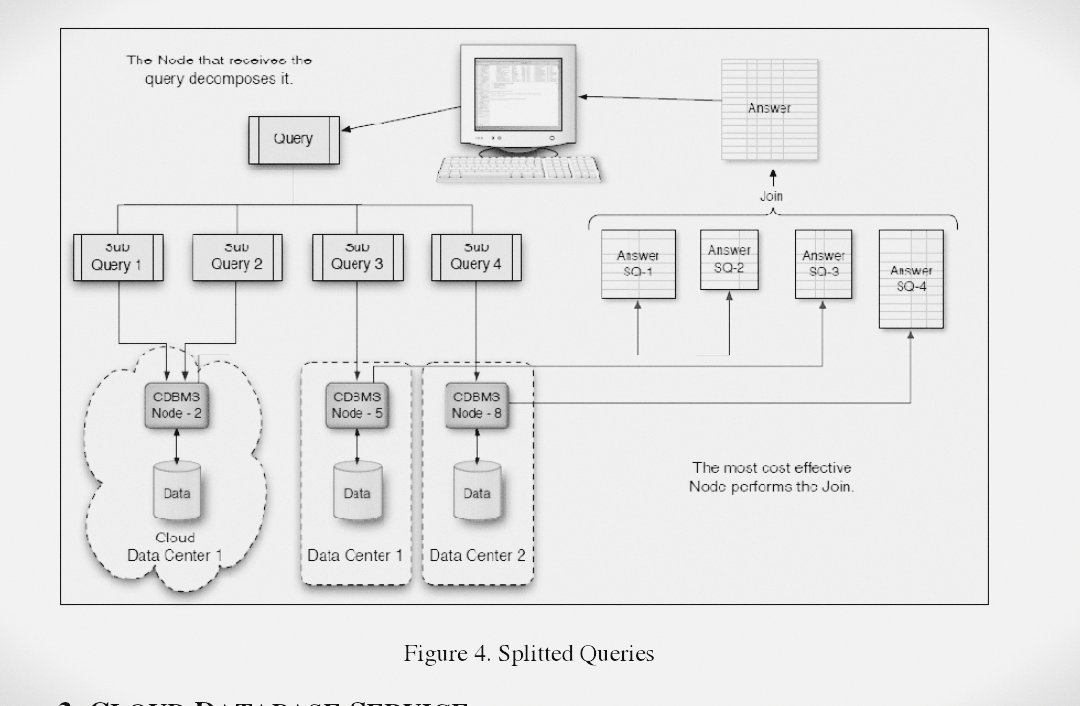 The Node that receives the
query decomposes it.
Query
Answer
Join
Sub
Query 1
Sub
Query 2
Sub
Query 3
Sub
Query 4
Answer
SQ-1
Answer
SQ-2
Answer
SQ-3
Answer
SQ-4
CDBMS
Node - 2
CDBMS
Node - 5
CDBMS
Node - 8
Data
Data
Data
The most cost effective
Node performs the Join.
Cloud
Data Center 1
Data Center 1
Data Center 2
Figure 4. Splitted Queries
CLOUD DATABASE SERVICE